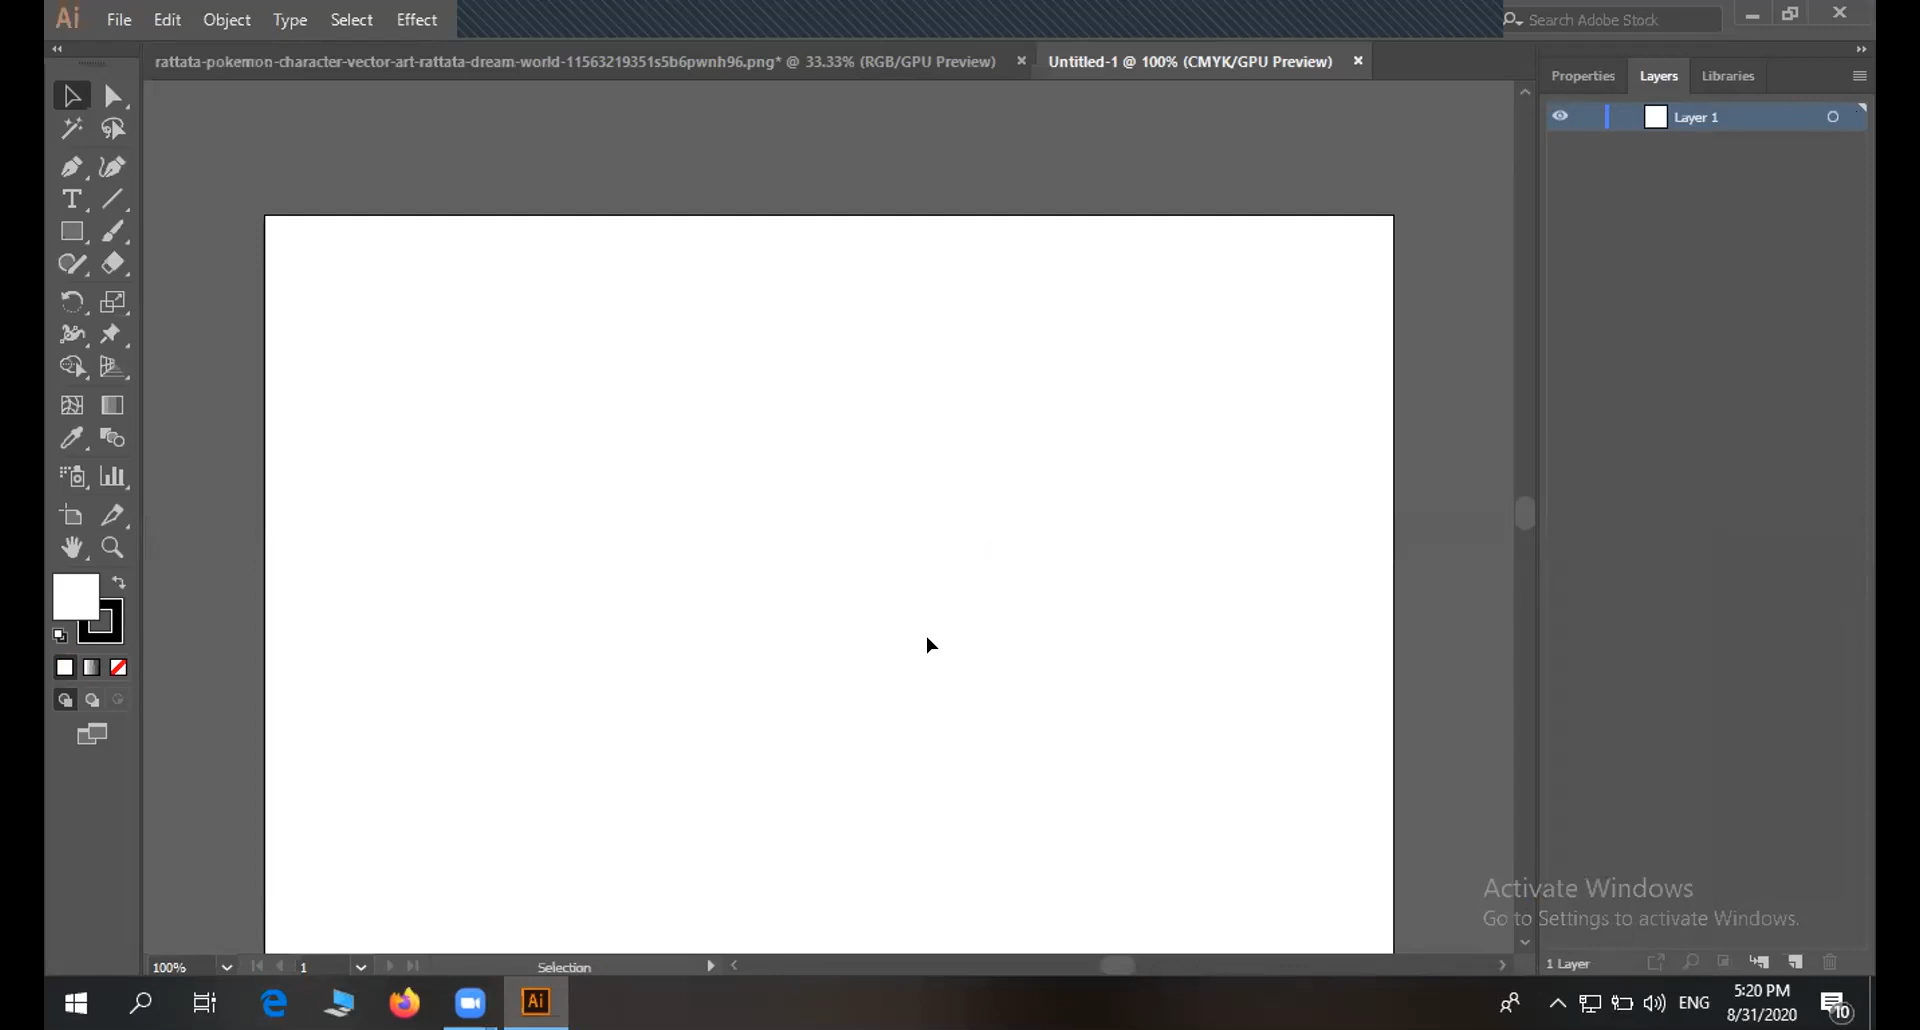 Ai File Edit Object Type Select Effect
Search Adobe Stock
rattata-pokemon-character-vector-art-rattata-dream-world-11563219351s5b6pwnh96.png* @ 33.33% (RGB/GPU Preview) × Untitled-1 @ 100% (CMYK/GPU Preview) ×
Properties Layers Libraries
Layer 1
T
Activate Windows
Go to Settings to activate Windows.
100% 1 Selection
1 Layer
Ai
ENG
5:20 PM
8/31/2020
10